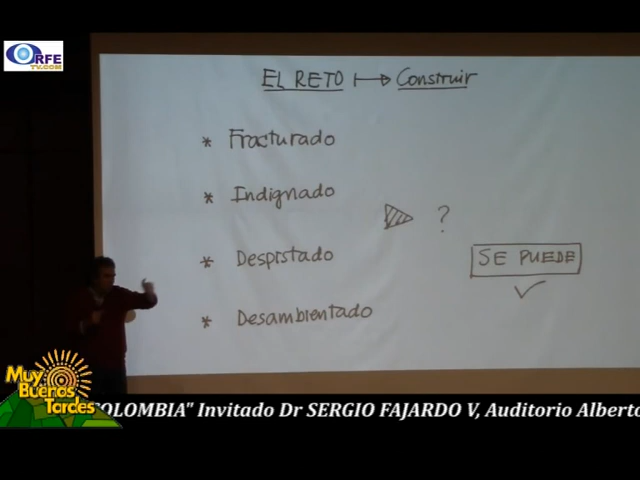 ORFE
TV.COM
EL RETO Construir
* Fracturado
* Indignado
?
* Despistado
SE PUEDE
* Desambientado
Muy
Buenas
Tardes
COLOMBIA" Invitado Dr SERGIO FAJARDO V, Auditorio Alberto